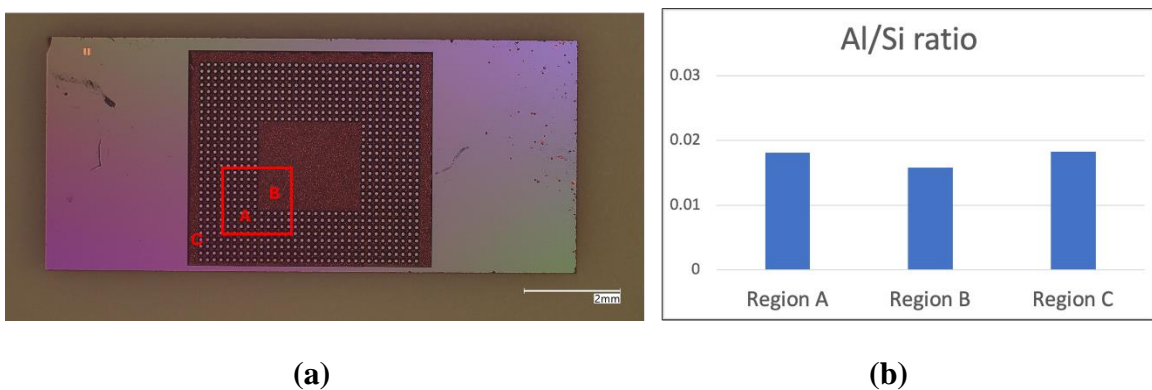 B
A
C
2mm
Al/Si ratio
0.03
0.02
0.01
0
Region A Region B Region C
(a) (b)